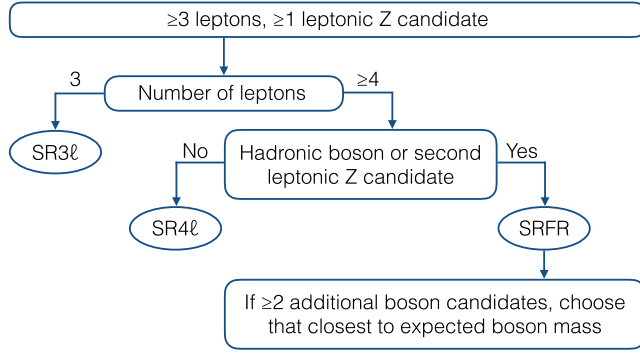 ≥3 leptons, ≥1 leptonic Z candidate
3
Number of leptons
≥4
SR3ℓ
No
Hadronic boson or second
leptonic Z candidate
Yes
SR4ℓ
SRFR
If ≥2 additional boson candidates, choose
that closest to expected boson mass